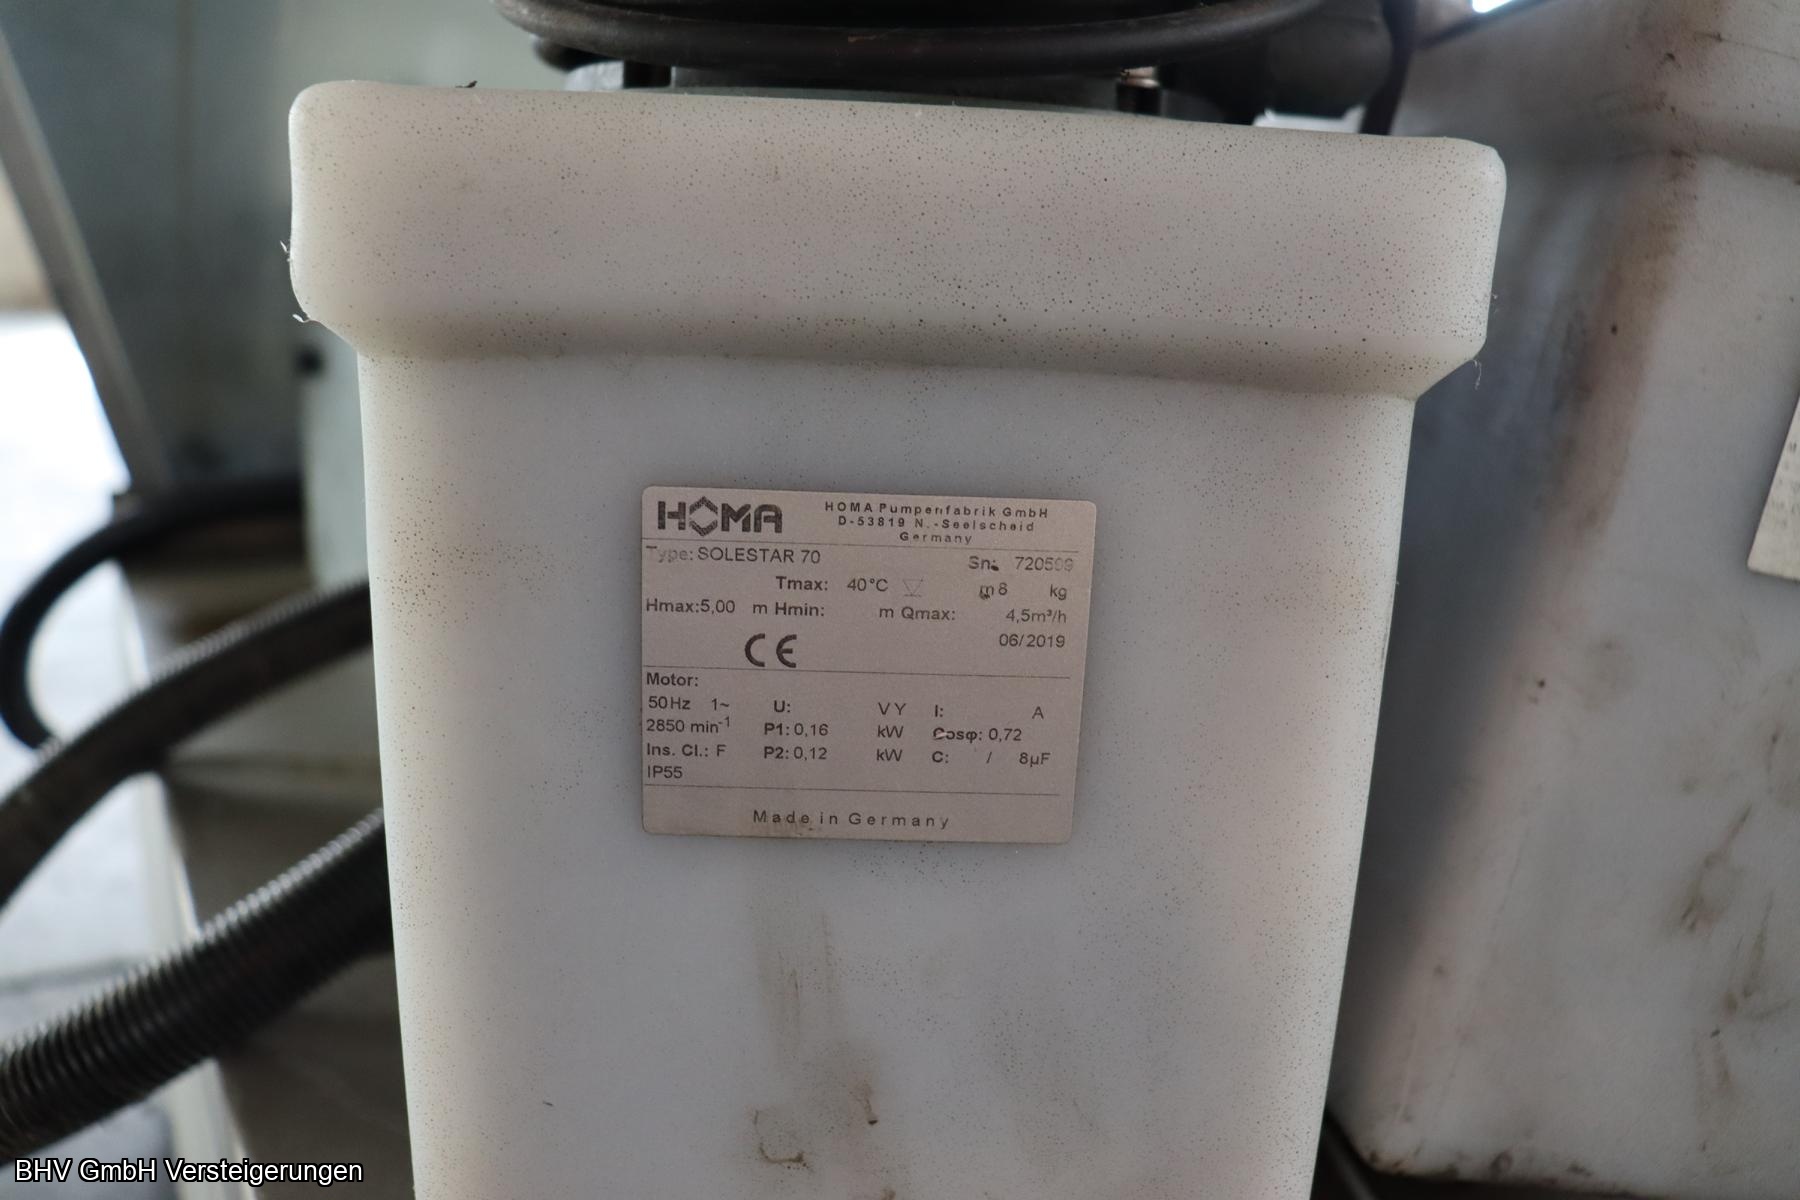 HOMA
HOMA Pumpenfabrik GmbH
D-53819 N.-Seelscheid
Germany
Type: SOLESTAR 70 Sn: 720599
Tmax: 40°C m 8 kg
Hmax: 5,00 m Hmin: m Qmax: 4,5m³/h
CE 06/2019
Motor:
50Hz 1~ U: V Y I: A
2850 min⁻¹ P1: 0,16 kW Cosφ: 0,72
Ins. Cl.: F P2: 0,12 kW C: / 8µF
IP55
Made in Germany
BHV GmbH Versteigerungen